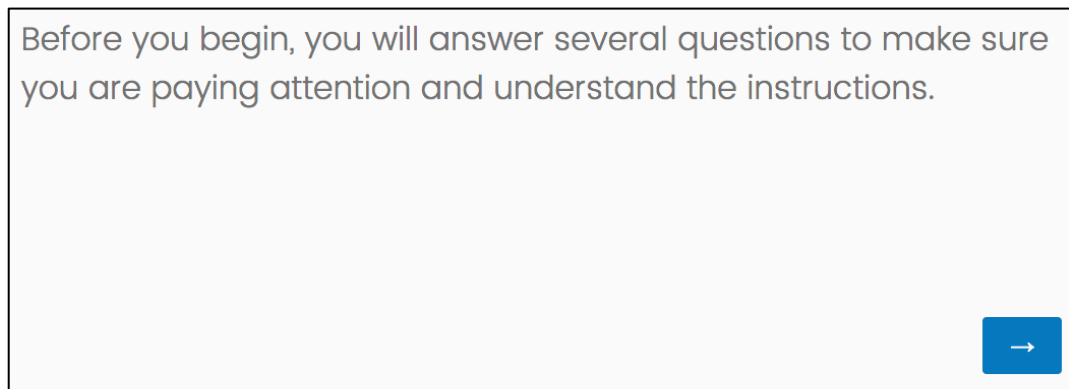 Before you begin, you will answer several questions to make sure
you are paying attention and understand the instructions.
→